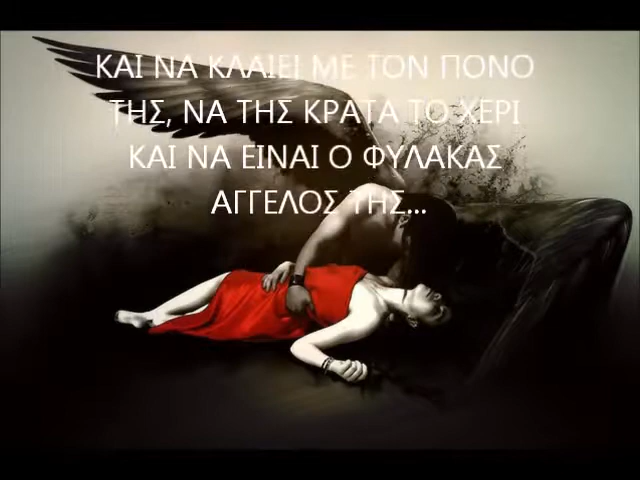 ΚΑΙ ΝΑ ΚΛΑΙΕΙ ΜΕ ΤΟΝ ΠΟΝΟ
ΤΗΣ, ΝΑ ΤΗΣ ΚΡΑΤΑ ΤΟ ΧΕΡΙ
ΚΑΙ ΝΑ ΕΙΝΑΙ Ο ΦΥΛΑΚΑΣ
ΑΓΓΕΛΟΣ ΤΗΣ...